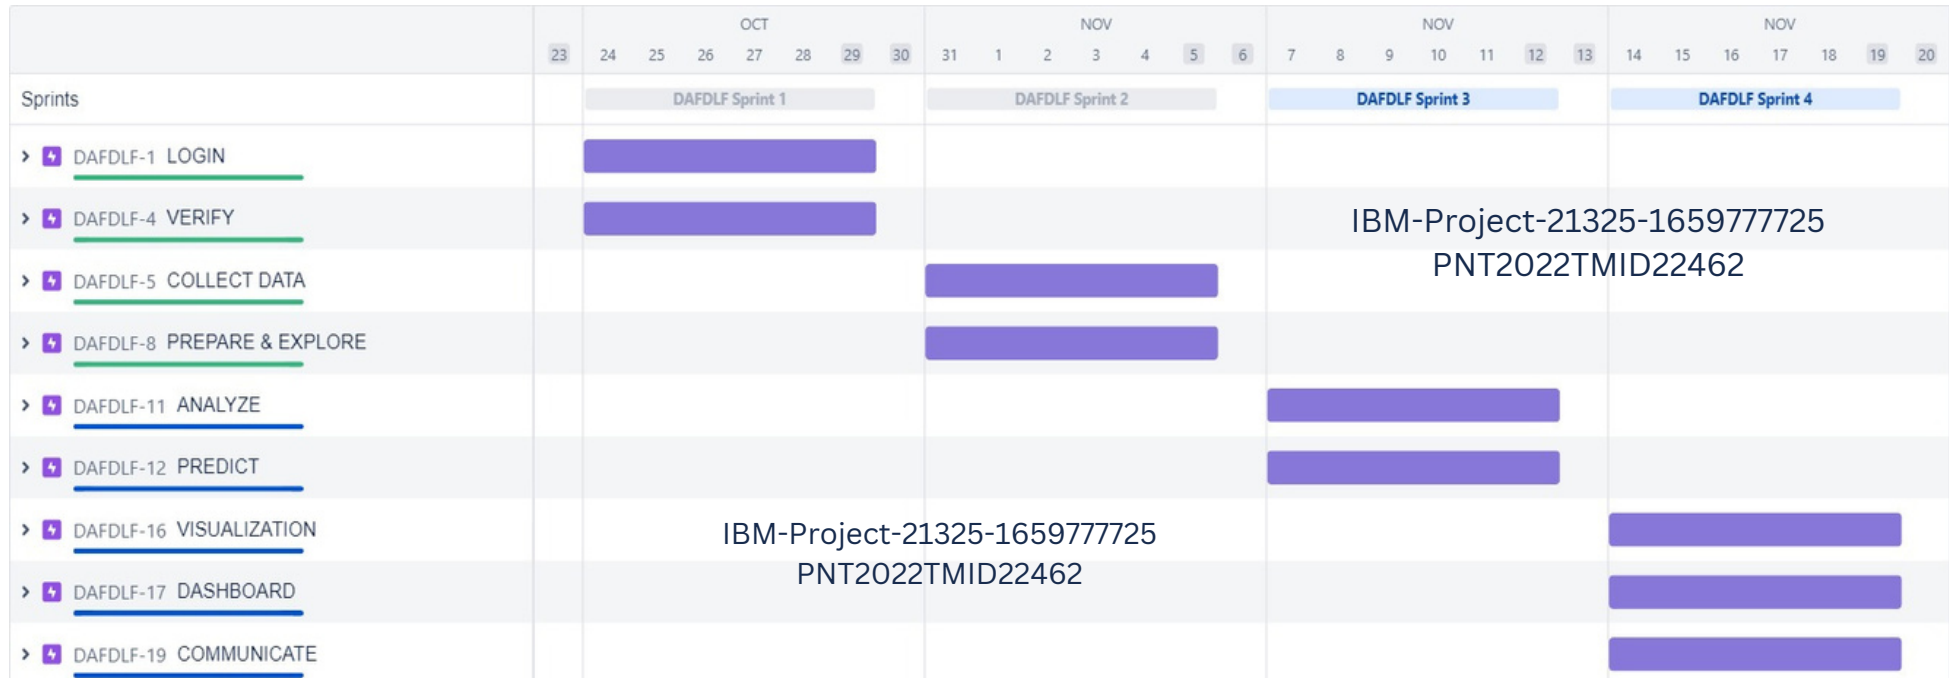 OCT NOV NOV NOV
23 24 25 26 27 28 29 30 31 1 2 3 4 5 6 7 8 9 10 11 12 13 14 15 16 17 18 19 20
Sprints DAFDLF Sprint 1 DAFDLF Sprint 2 DAFDLF Sprint 3 DAFDLF Sprint 4
DAFDLF-1 LOGIN
DAFDLF-4 VERIFY
IBM-Project-21325-1659777725
PNT2022TMID22462
DAFDLF-5 COLLECT DATA
DAFDLF-8 PREPARE & EXPLORE
DAFDLF-11 ANALYZE
DAFDLF-12 PREDICT
DAFDLF-16 VISUALIZATION
IBM-Project-21325-1659777725
PNT2022TMID22462
DAFDLF-17 DASHBOARD
DAFDLF-19 COMMUNICATE